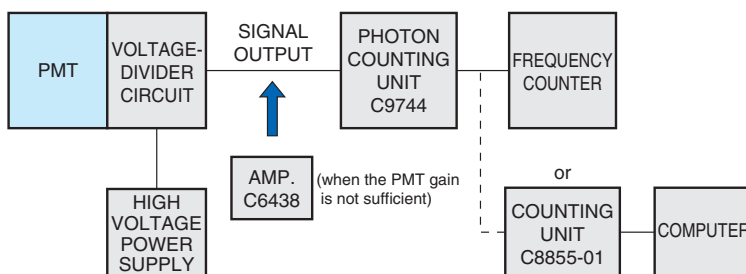 PMT
VOLTAGE-
DIVIDER
CIRCUIT
SIGNAL
OUTPUT
PHOTON
COUNTING
UNIT
C9744
FREQUENCY
COUNTER
AMP.
C6438
(when the PMT gain
is not sufficient)
HIGH
VOLTAGE
POWER
SUPPLY
or
COUNTING
UNIT
C8855-01
COMPUTER